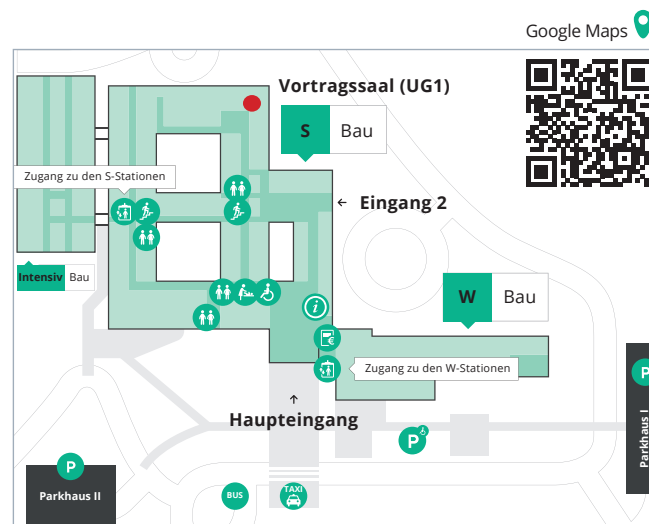 Google Maps
Vortragssaal (UG1)
S Bau
Zugang zu den S-Stationen
← Eingang 2
Intensiv Bau
W Bau
i
€
Zugang zu den W-Stationen
↑
Haupteingang
P
P
P
Parkhaus I
Parkhaus II
BUS
TAXI